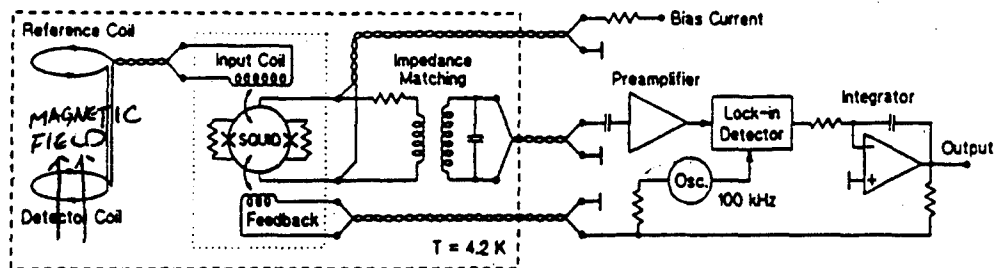 Reference Coil
Input Coil
Impedance
Matching
Bias Current
Preamplifier
Lock-in
Detector
Integrator
Output
MAGNETIC
FIELD
SQUID
Osc.
100 kHz
Detector Coil
Feedback
T = 4.2 K